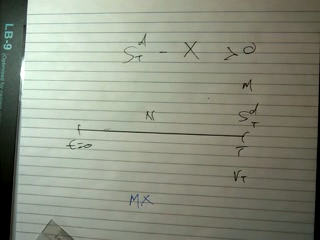 LB-9
S_T^d - X > 0
M
N
S_T^d
t=0
T
V_T
MX